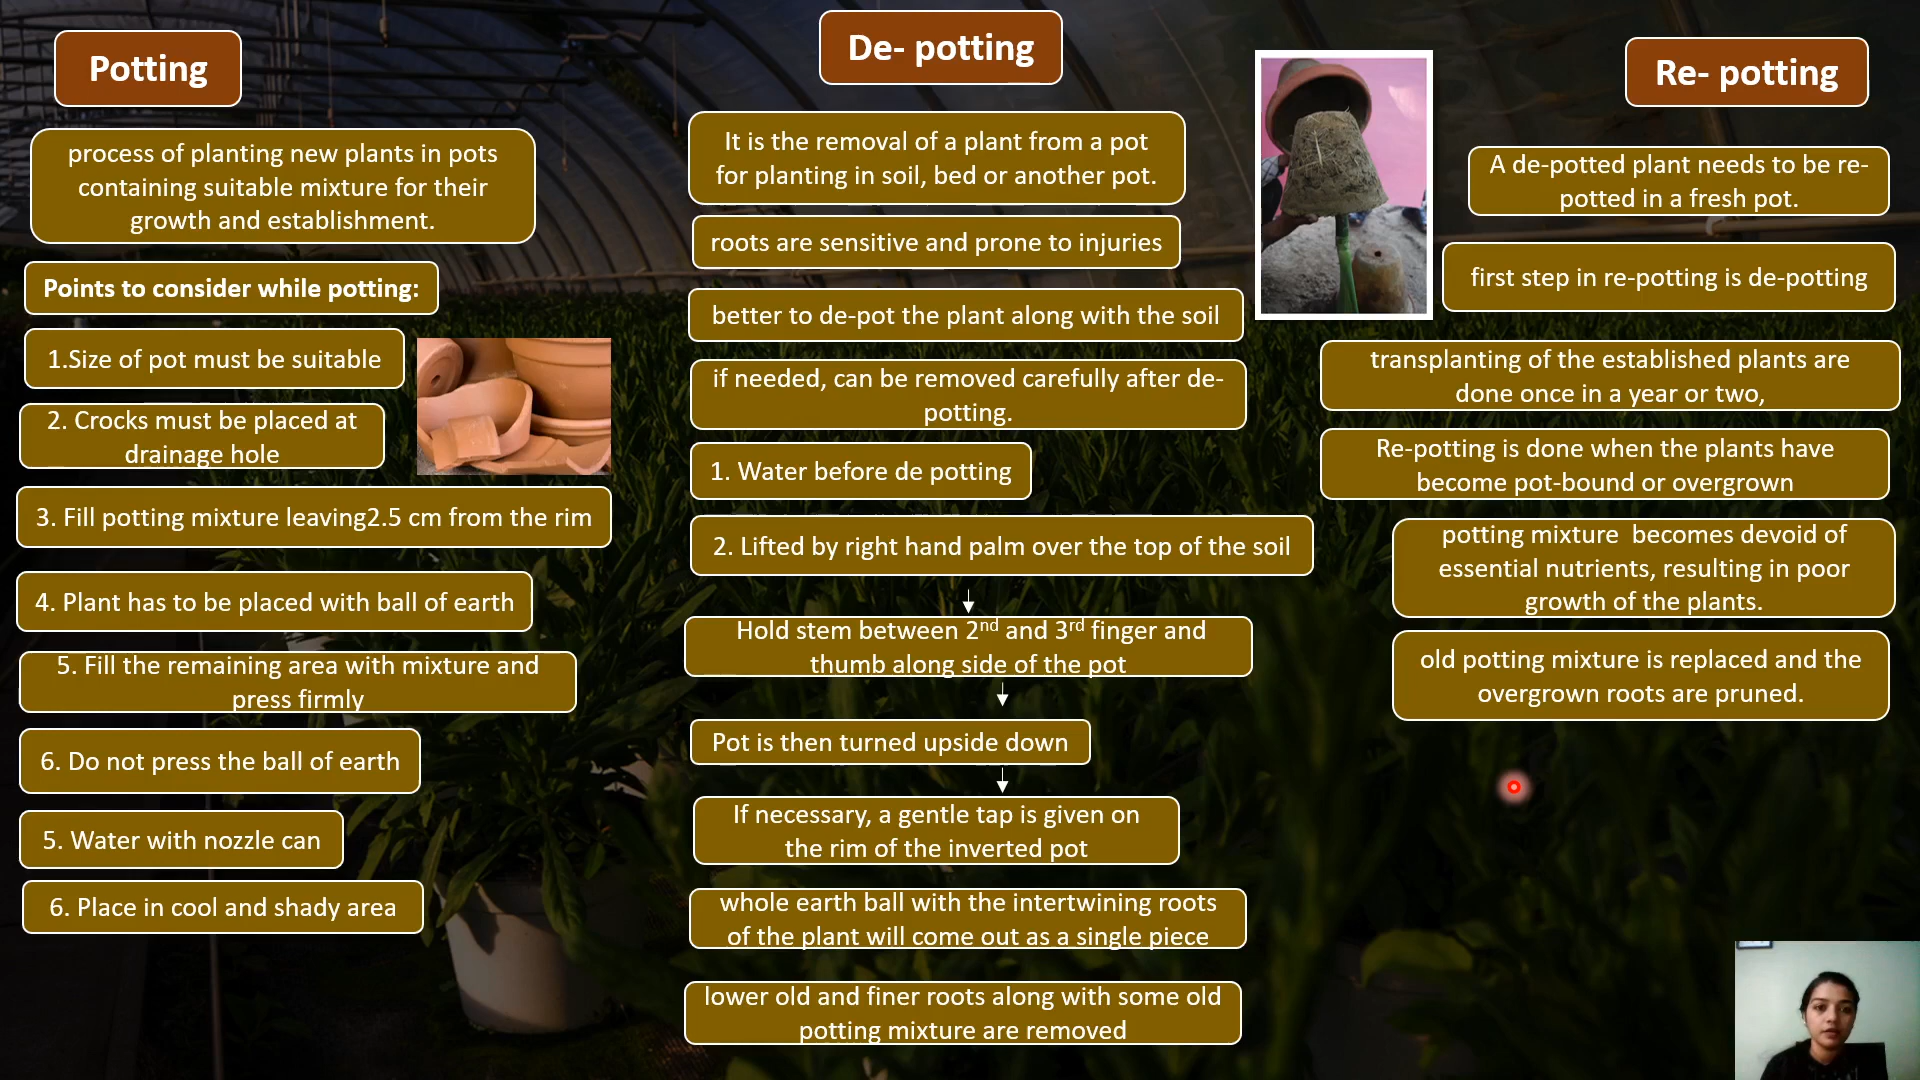 Potting
process of planting new plants in pots
containing suitable mixture for their
growth and establishment.
Points to consider while potting:
1.Size of pot must be suitable
2. Crocks must be placed at
drainage hole
3. Fill potting mixture leaving2.5 cm from the rim
4. Plant has to be placed with ball of earth
5. Fill the remaining area with mixture and
press firmly
6. Do not press the ball of earth
5. Water with nozzle can
6. Place in cool and shady area
De- potting
It is the removal of a plant from a pot
for planting in soil, bed or another pot.
roots are sensitive and prone to injuries
better to de-pot the plant along with the soil
if needed, can be removed carefully after de-
potting.
1. Water before de potting
2. Lifted by right hand palm over the top of the soil
Hold stem between 2nd and 3rd finger and
thumb along side of the pot
Pot is then turned upside down
If necessary, a gentle tap is given on
the rim of the inverted pot
whole earth ball with the intertwining roots
of the plant will come out as a single piece
lower old and finer roots along with some old
potting mixture are removed
Re- potting
A de-potted plant needs to be re-
potted in a fresh pot.
first step in re-potting is de-potting
transplanting of the established plants are
done once in a year or two,
Re-potting is done when the plants have
become pot-bound or overgrown
potting mixture  becomes devoid of
essential nutrients, resulting in poor
growth of the plants.
old potting mixture is replaced and the
overgrown roots are pruned.